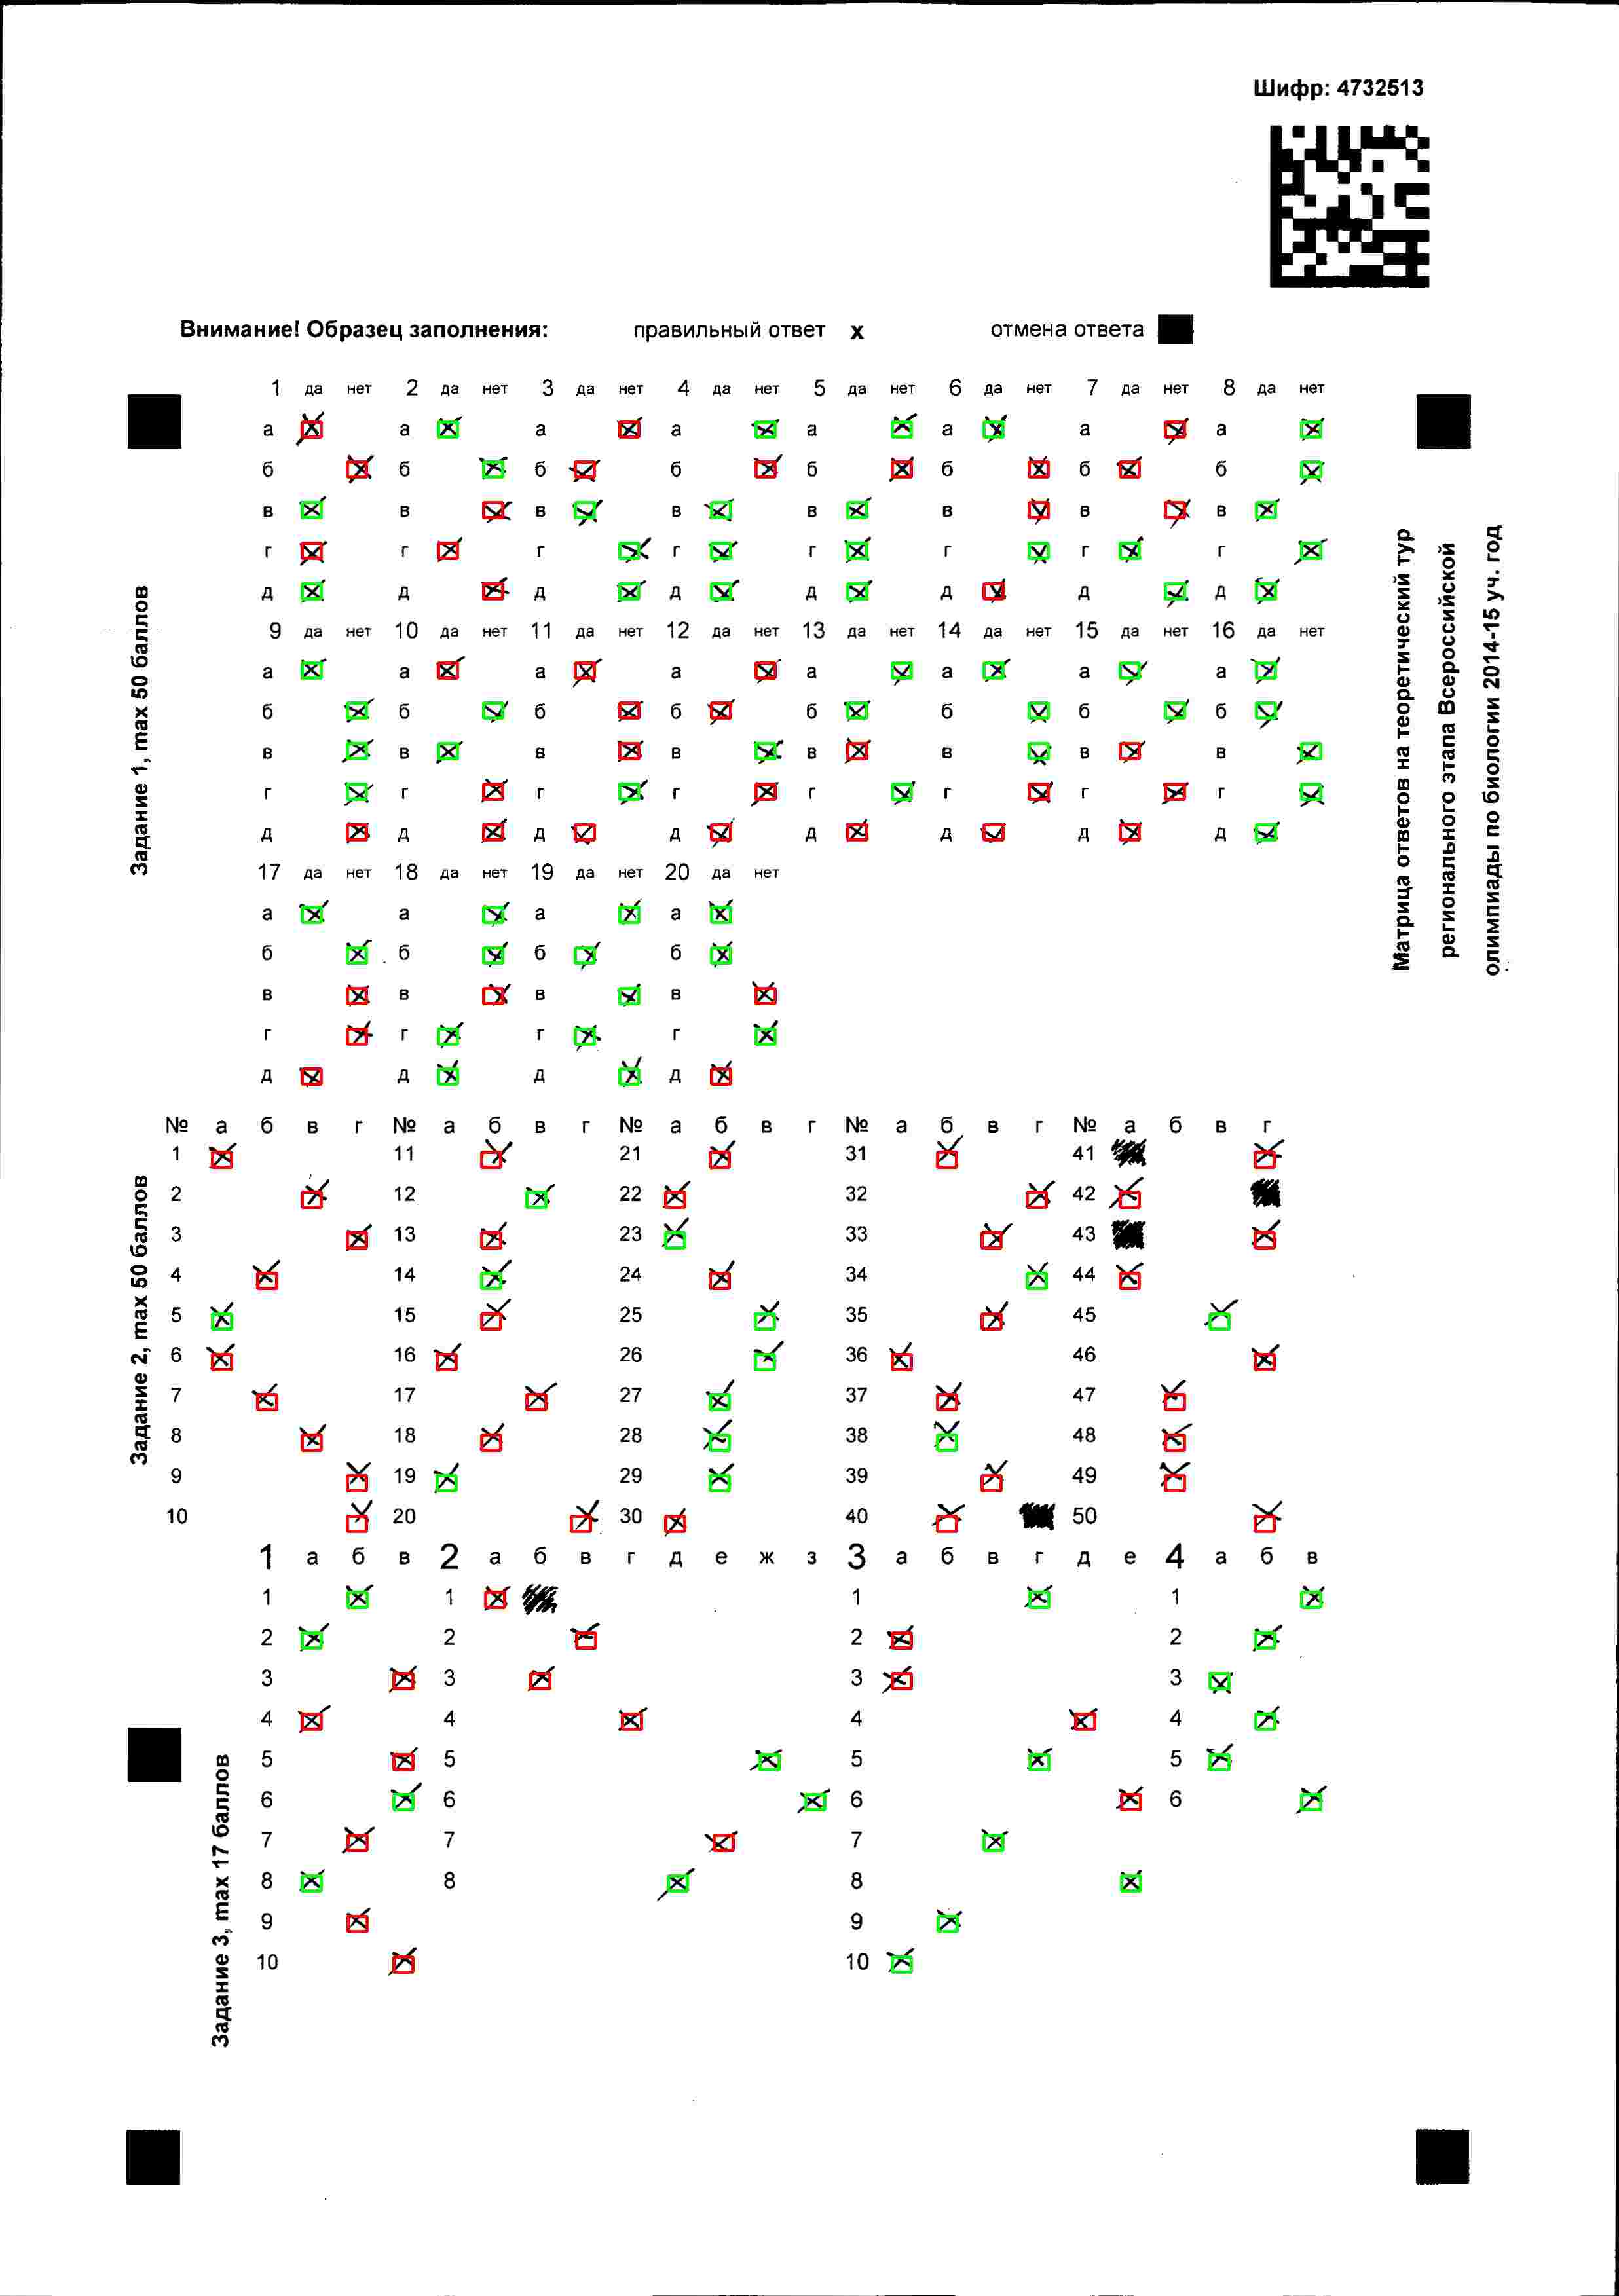 Шифр: 4732513
Внимание! Образец заполнения: правильный ответ x отмена ответа
1 да нет 2 да нет 3 да нет 4 да нет 5 да нет 6 да нет 7 да нет 8 да нет
а а а а а а а а
б б б б б б б б
в в в в в в в в
г г г г г г г г
д д д д д д д д
9 да нет 10 да нет 11 да нет 12 да нет 13 да нет 14 да нет 15 да нет 16 да нет
а а а а а а а а
б б б б б б б б
в в в в в в в в
г г г г г г г г
д д д д д д д д
17 да нет 18 да нет 19 да нет 20 да нет
а а а а
б б б б
в в в в
г г г г
д д д д
Задание 1, max 50 баллов
Матрица ответов на теоретический тур
регионального этапа Всероссийской
олимпиады по биологии 2014-15 уч. год
№ а б в г № а б в г № а б в г № а б в г № а б в г
1 11 21 31 41
2 12 22 32 42
3 13 23 33 43
4 14 24 34 44
5 15 25 35 45
6 16 26 36 46
7 17 27 37 47
8 18 28 38 48
9 19 29 39 49
10 20 30 40 50
Задание 2, max 50 баллов
1 а б в 2 а б в г д е ж з 3 а б в г д е 4 а б в
1 1 1 1
2 2 2 2
3 3 3 3
4 4 4 4
5 5 5 5
6 6 6 6
7 7 7
8 8 8
9 9
10 10
Задание 3, max 17 баллов